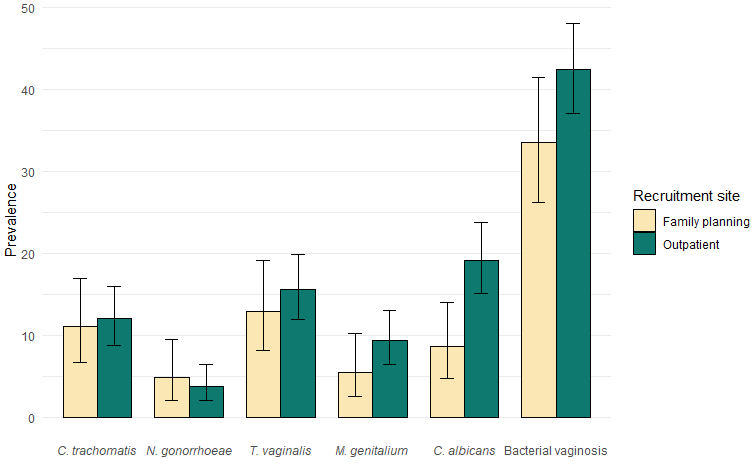 50
40
30
20
10
0
Prevalence
C. trachomatis N. gonorrhoeae T. vaginalis M. genitalium C. albicans Bacterial vaginosis
Recruitment site
Family planning
Outpatient